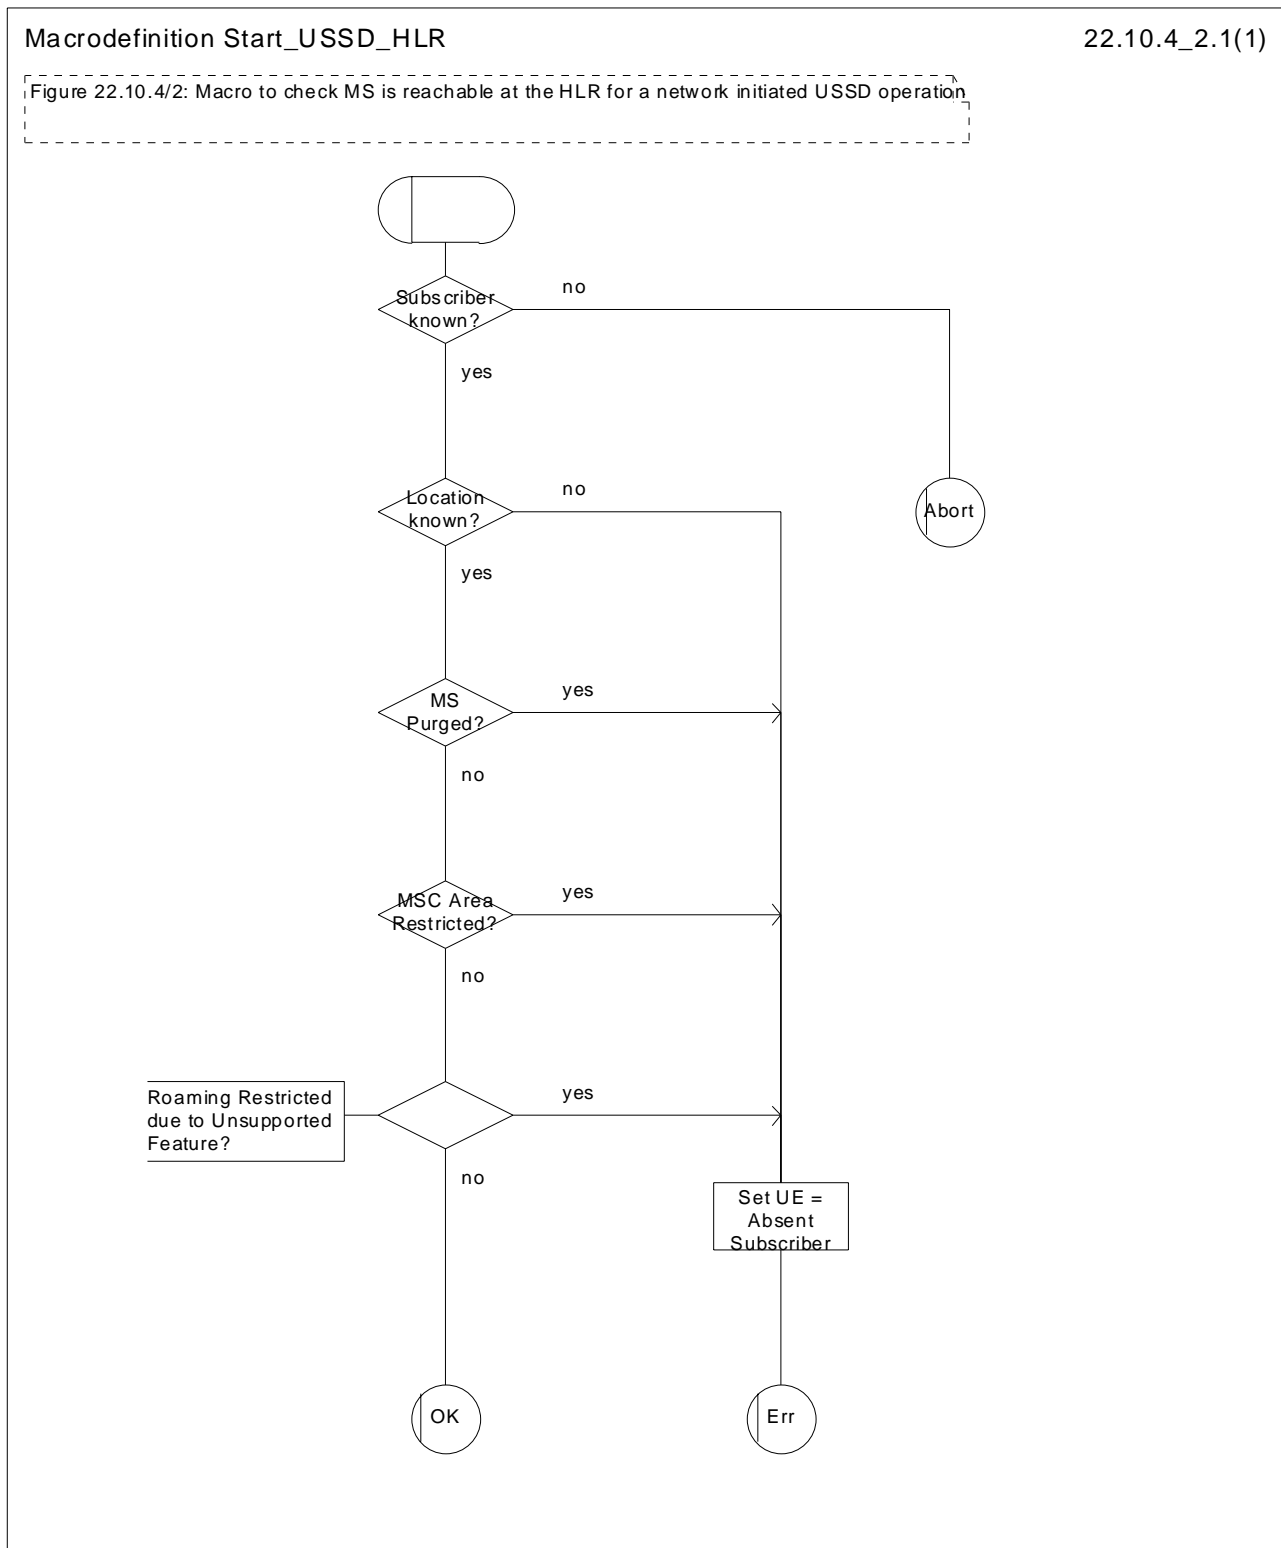 Macrodefinition Start_USSD_HLR
22.10.4_2.1(1)
Figure 22.10.4/2: Macro to check MS is reachable at the HLR for a network initiated USSD operation
Subscriber
known?
no
yes
Location
known?
no
Abort
yes
MS
Purged?
yes
no
MSC Area
Restricted?
yes
no
Roaming Restricted
due to Unsupported
Feature?
yes
no
Set UE =
Absent
Subscriber
OK
Err